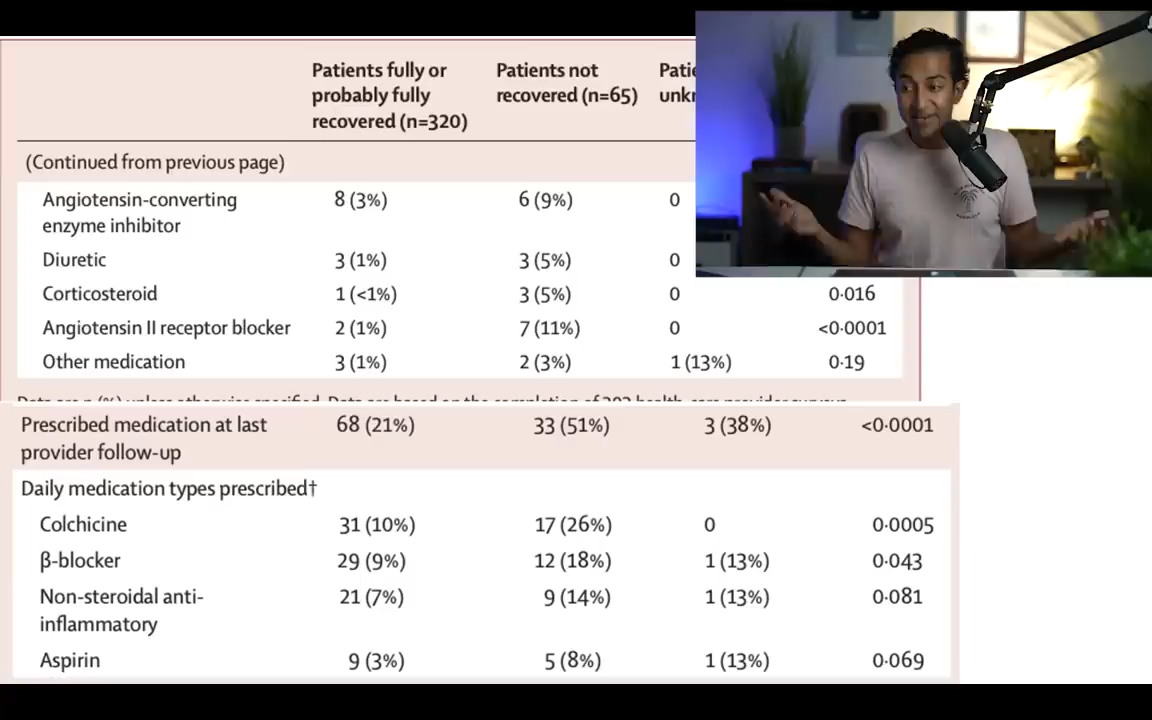 Patients fully or probably fully recovered (n=320) Patients not recovered (n=65)
(Continued from previous page)
Angiotensin-converting enzyme inhibitor 8 (3%) 6 (9%) 0
Diuretic 3 (1%) 3 (5%) 0
Corticosteroid 1 (<1%) 3 (5%) 0 0·016
Angiotensin II receptor blocker 2 (1%) 7 (11%) 0 <0·0001
Other medication 3 (1%) 2 (3%) 1 (13%) 0·19
Prescribed medication at last provider follow-up 68 (21%) 33 (51%) 3 (38%) <0·0001
Daily medication types prescribed†
Colchicine 31 (10%) 17 (26%) 0 0·0005
β-blocker 29 (9%) 12 (18%) 1 (13%) 0·043
Non-steroidal anti-inflammatory 21 (7%) 9 (14%) 1 (13%) 0·081
Aspirin 9 (3%) 5 (8%) 1 (13%) 0·069